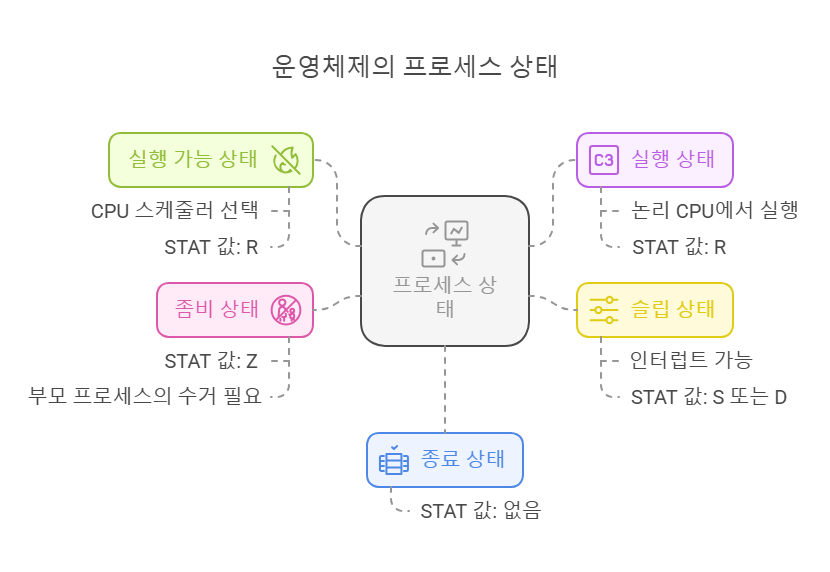 운영체제의 프로세스 상태
실행 가능 상태
CPU 스케줄러 선택
STAT 값: R
C3 실행 상태
논리 CPU에서 실행
STAT 값: R
프로세스 상
태
좀비 상태
STAT 값: Z
부모 프로세스의 수거 필요
슬립 상태
인터럽트 가능
STAT 값: S 또는 D
종료 상태
STAT 값: 없음